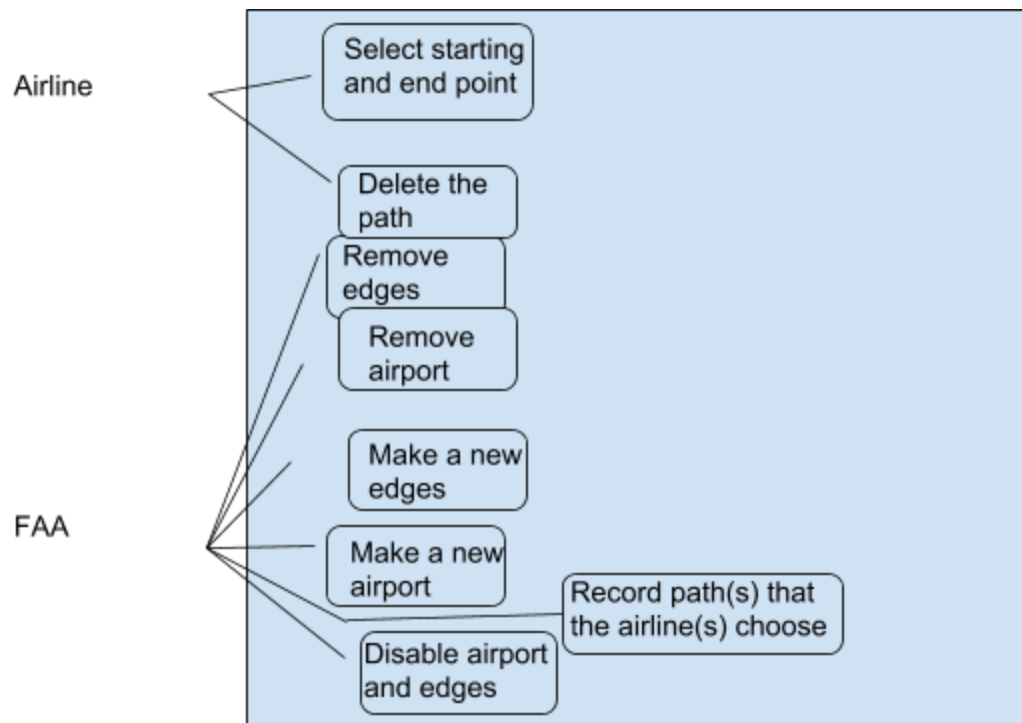 Airline
Select starting
and end point
Delete the
path
Remove
edges
Remove
airport
Make a new
edges
FAA
Make a new
airport
Record path(s) that
the airline(s) choose
Disable airport
and edges